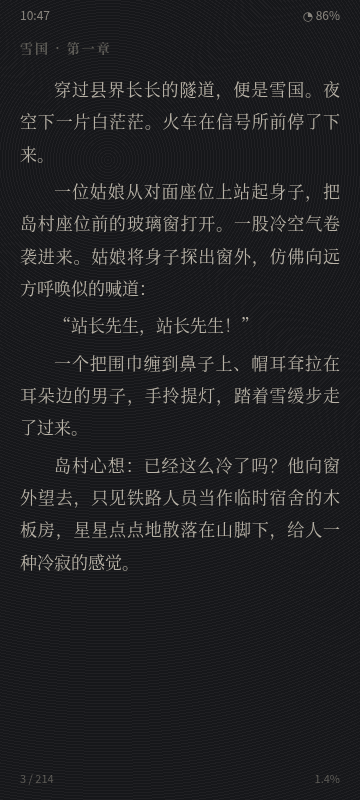 10:47
86%
雪国 · 第一章
穿过县界长长的隧道，便是雪国。夜
空下一片白茫茫。火车在信号所前停了下
来。
一位姑娘从对面座位上站起身子，把
岛村座位前的玻璃窗打开。一股冷空气卷
袭进来。姑娘将身子探出窗外，仿佛向远
方呼唤似的喊道：
“站长先生，站长先生！”
一个把围巾缠到鼻子上、帽耳耷拉在
耳朵边的男子，手拎提灯，踏着雪缓步走
了过来。
岛村心想：已经这么冷了吗？他向窗
外望去，只见铁路人员当作临时宿舍的木
板房，星星点点地散落在山脚下，给人一
种冷寂的感觉。
3 / 214
1.4%